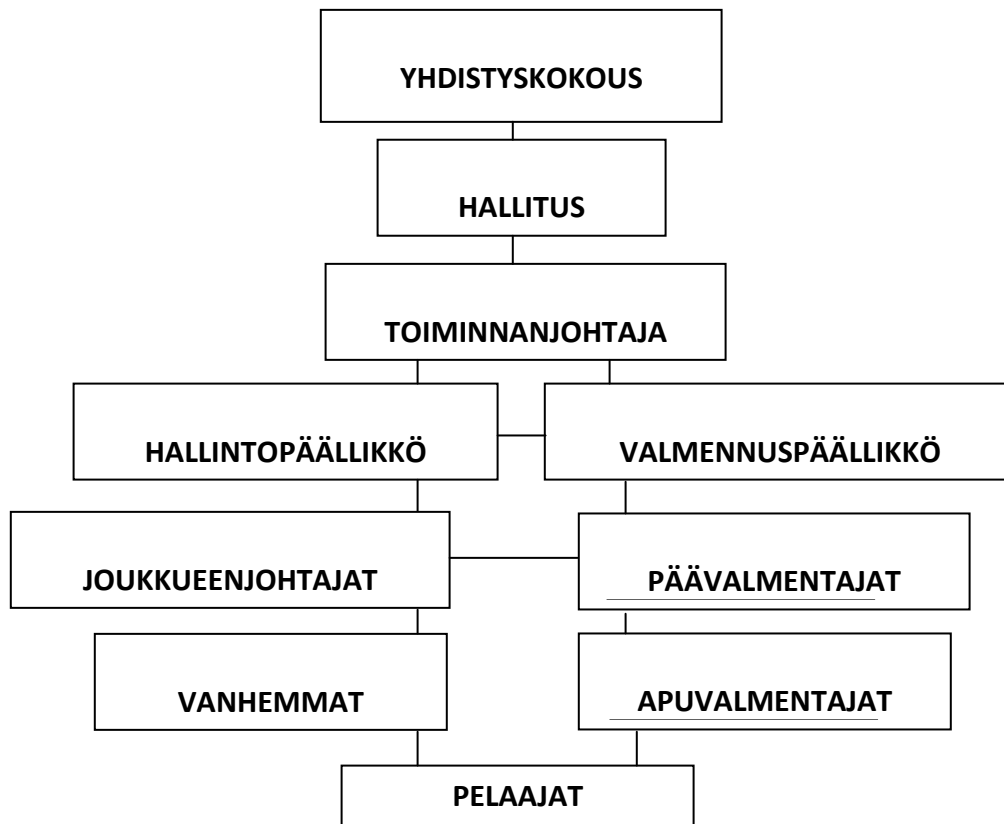 YHDISTYSKOKOUS
HALLITUS
TOIMINNANJOHTAJA
HALLINTOPÄÄLLIKKÖ
VALMENNUSPÄÄLLIKKÖ
JOUKKUEENJOHTAJAT
PÄÄVALMENTAJAT
VANHEMMAT
APUVALMENTAJAT
PELAAJAT